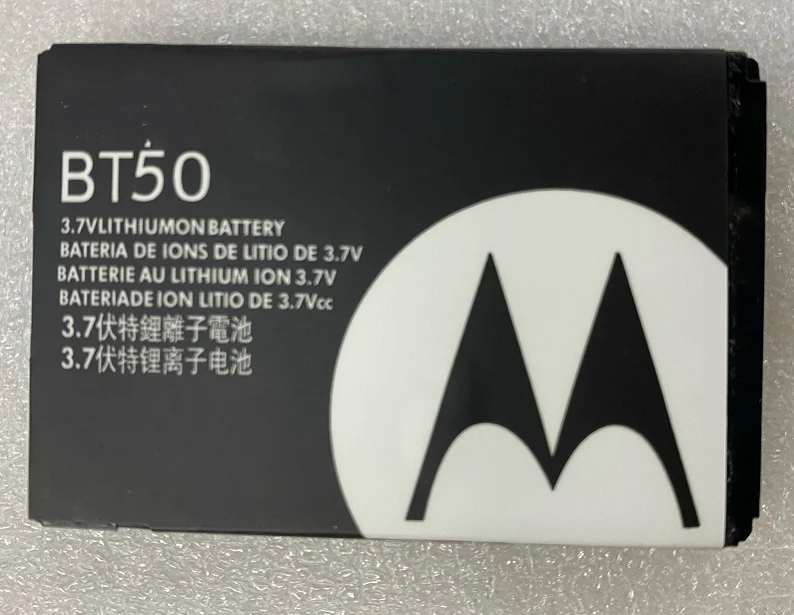 BT50
3.7VLITHIUMONBATTERY
BATERIA DE IONS DE LITIO DE 3.7V
BATTERIE AU LITHIUM ION 3.7V
BATERIADE ION LITIO DE 3.7Vcc
3.7伏特鋰離子電池
3.7伏特锂离子电池